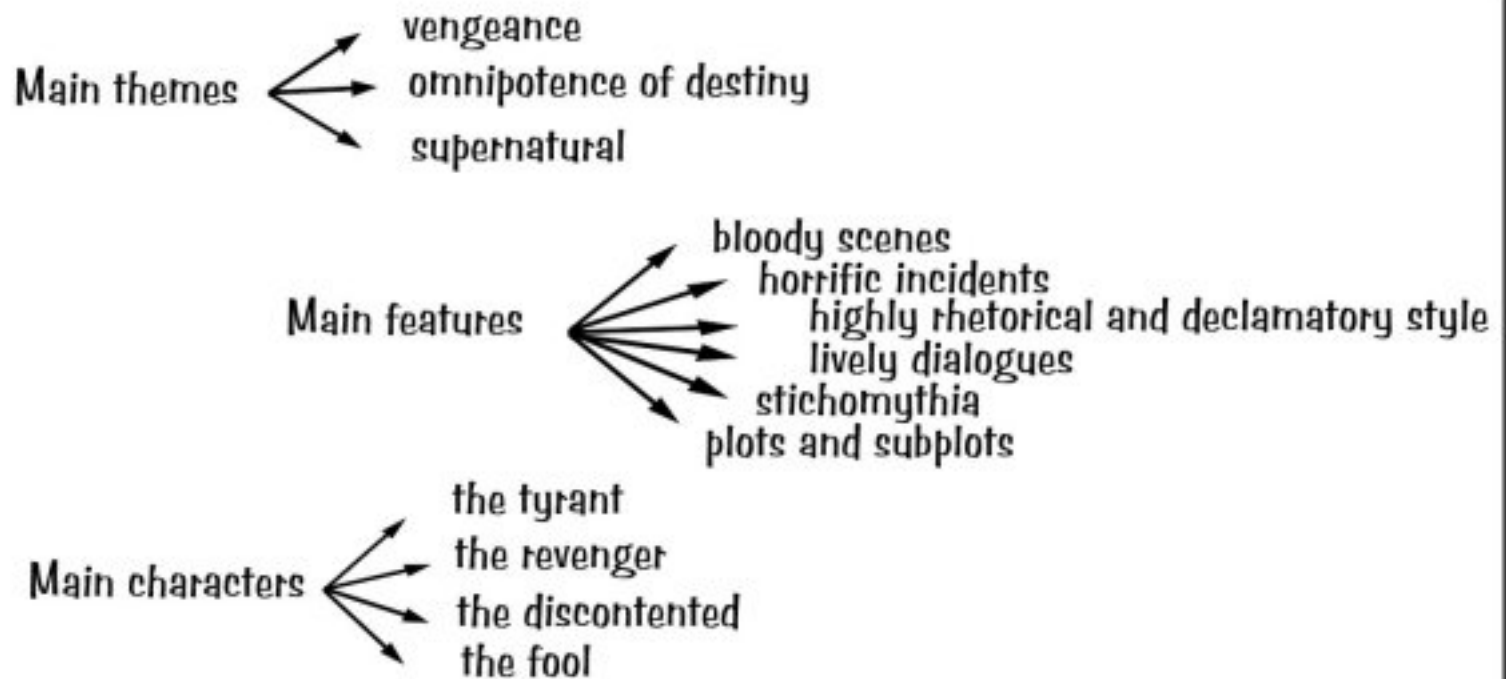 vengeance
Main themes
omnipotence of destiny
supernatural
bloody scenes
horrific incidents
Main features
highly rhetorical and declamatory style
lively dialogues
stichomythia
plots and subplots
the tyrant
the revenger
Main characters
the discontented
the fool